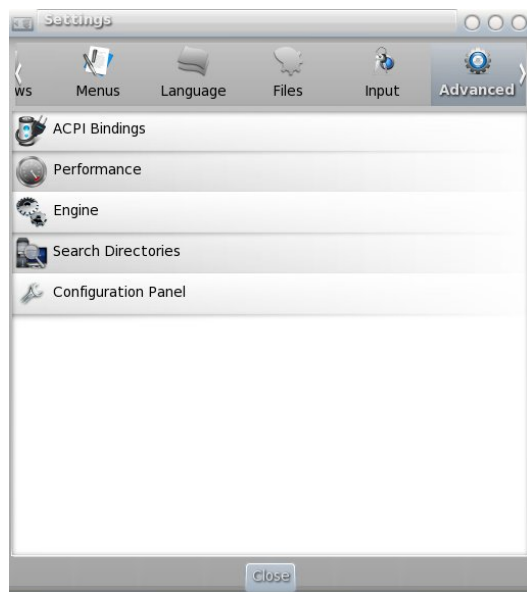 Settings
ws Menus Language Files Input Advanced
ACPI Bindings
Performance
Engine
Search Directories
Configuration Panel
Close